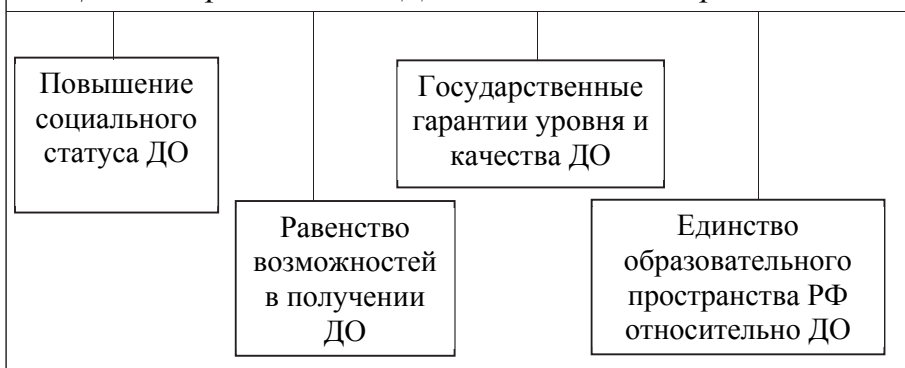 Повышение
социального
статуса ДО
Государственные
гарантии уровня и
качества ДО
Равенство
возможностей
в получении
ДО
Единство
образовательного
пространства РФ
относительно ДО